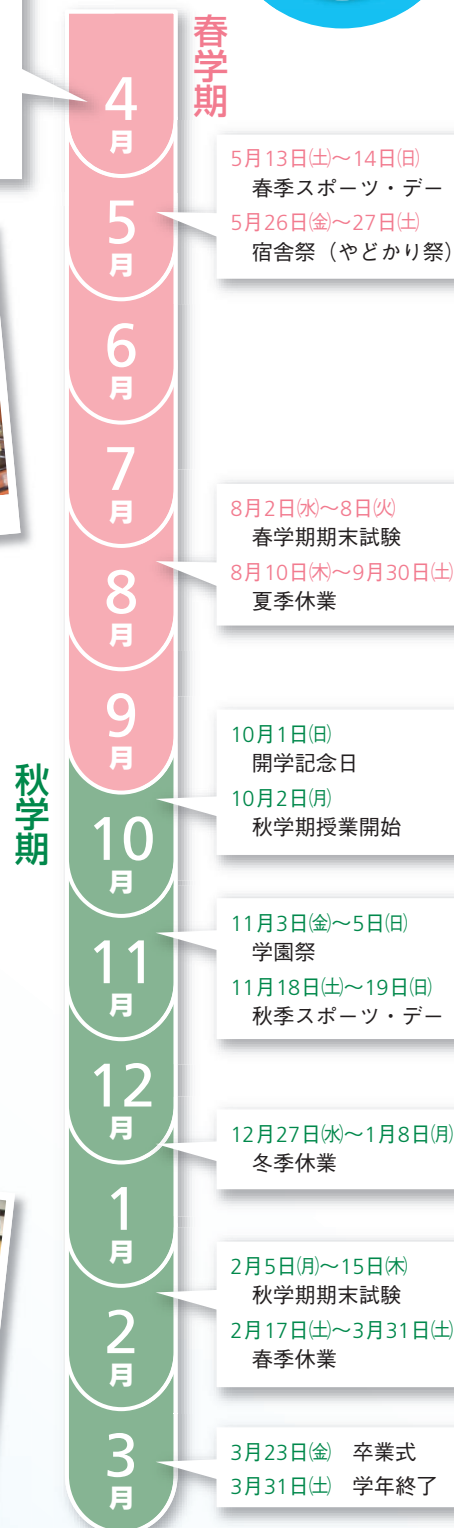 春学期
4
月
5月13日㈯～14日㈰
春季スポーツ・デー
5月26日㈮～27日㈯
宿舎祭（やどかり祭）
5
月
6
月
7
月
8月2日㈬～8日㈫
春学期期末試験
8月10日㈭～9月30日㈯
夏季休業
8
月
9
月
秋学期
10月1日㈰
開学記念日
10月2日㈪
秋学期授業開始
10
月
11月3日㈮～5日㈰
学園祭
11月18日㈯～19日㈰
秋季スポーツ・デー
11
月
12
月
12月27日㈬～1月8日㈪
冬季休業
1
月
2月5日㈪～15日㈭
秋学期期末試験
2月17日㈯～3月31日㈯
春季休業
2
月
3
月
3月23日㈮　卒業式
3月31日㈯　学年終了